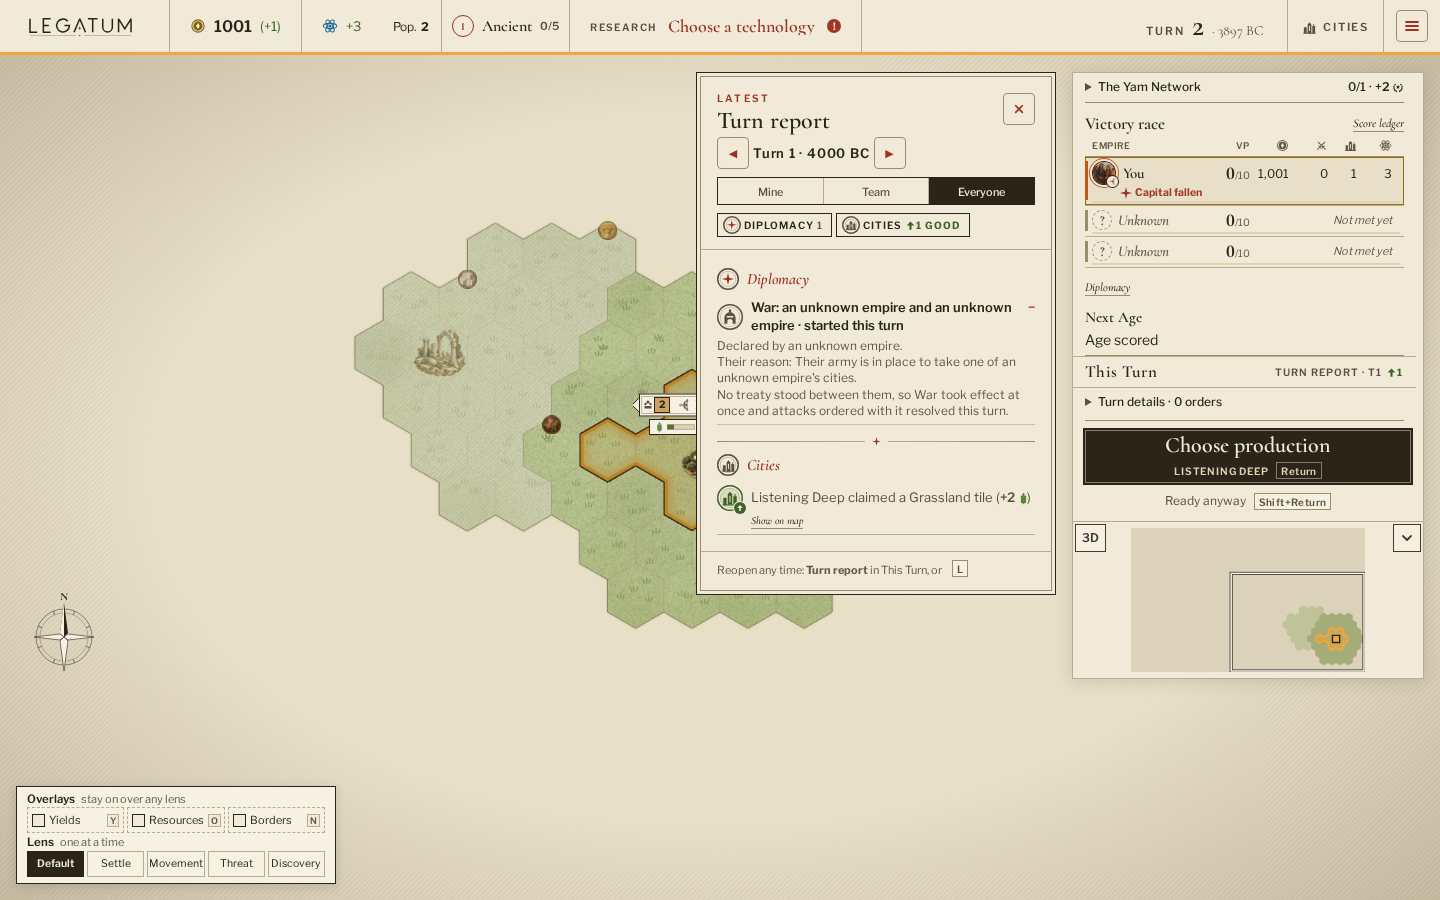 LEGATUM
1001 (+1)
+3
Pop. 2
I Ancient 0/5
RESEARCH Choose a technology !
TURN 2 · 3897 BC
CITIES
LATEST
Turn report
Turn 1 · 4000 BC
Mine Team Everyone
DIPLOMACY 1 CITIES 1 GOOD
Diplomacy
War: an unknown empire and an unknown
empire · started this turn
Declared by an unknown empire.
Their reason: Their army is in place to take one of an
unknown empire's cities.
No treaty stood between them, so War took effect at
once and attacks ordered with it resolved this turn.
Cities
Listening Deep claimed a Grassland tile (+2 )
Show on map
Reopen any time: Turn report in This Turn, or L
The Yam Network 0/1 · +2
Victory race Score ledger
EMPIRE VP
You 0/10 1,001 0 1 3
Capital fallen
? Unknown 0/10 Not met yet
? Unknown 0/10 Not met yet
Diplomacy
Next Age
Age scored
This Turn TURN REPORT · T1 1
Turn details · 0 orders
Choose production
LISTENING DEEP Return
Ready anyway Shift+Return
3D
2
N
Overlays stay on over any lens
Yields Y Resources O Borders N
Lens one at a time
Default Settle Movement Threat Discovery